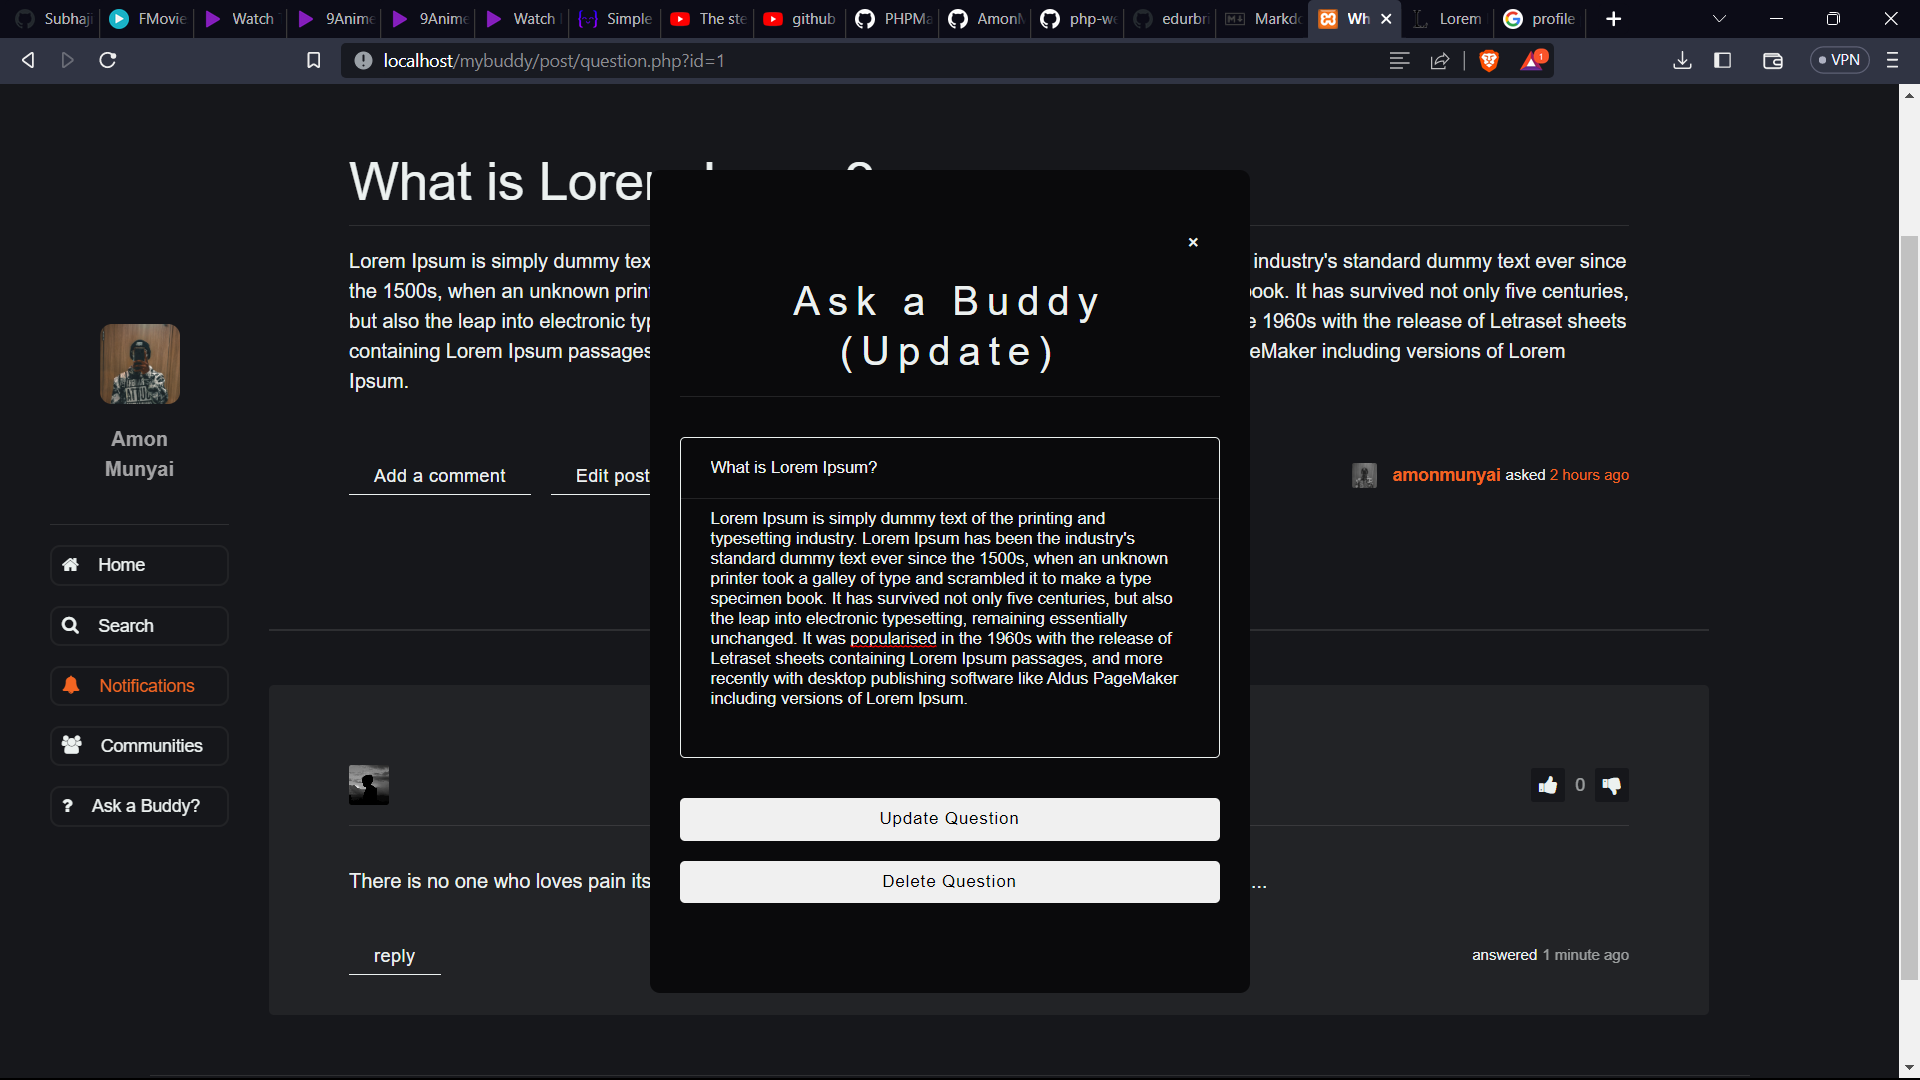 Subhaji
FMovie
Watch
9Anime
9Anime
Watch
Simple
The ste
github
PHPMa
AmonM
php-we
edurbri
Markdo
Wh
Lorem
profile
localhost/mybuddy/post/question.php?id=1
1
VPN
What is Lorem
Lorem Ipsum is simply dummy tex
industry's standard dummy text ever since
the 1500s, when an unknown prin
ook. It has survived not only five centuries,
but also the leap into electronic ty
e 1960s with the release of Letraset sheets
containing Lorem Ipsum passages
eMaker including versions of Lorem
Ipsum.
Add a comment
Edit post
amonmunyai asked 2 hours ago
Amon
Munyai
Home
Search
Notifications
Communities
? Ask a Buddy?
×
Ask a Buddy
(Update)
What is Lorem Ipsum?
Lorem Ipsum is simply dummy text of the printing and
typesetting industry. Lorem Ipsum has been the industry's
standard dummy text ever since the 1500s, when an unknown
printer took a galley of type and scrambled it to make a type
specimen book. It has survived not only five centuries, but also
the leap into electronic typesetting, remaining essentially
unchanged. It was popularised in the 1960s with the release of
Letraset sheets containing Lorem Ipsum passages, and more
recently with desktop publishing software like Aldus PageMaker
including versions of Lorem Ipsum.
Update Question
Delete Question
0
There is no one who loves pain its
...
reply
answered 1 minute ago